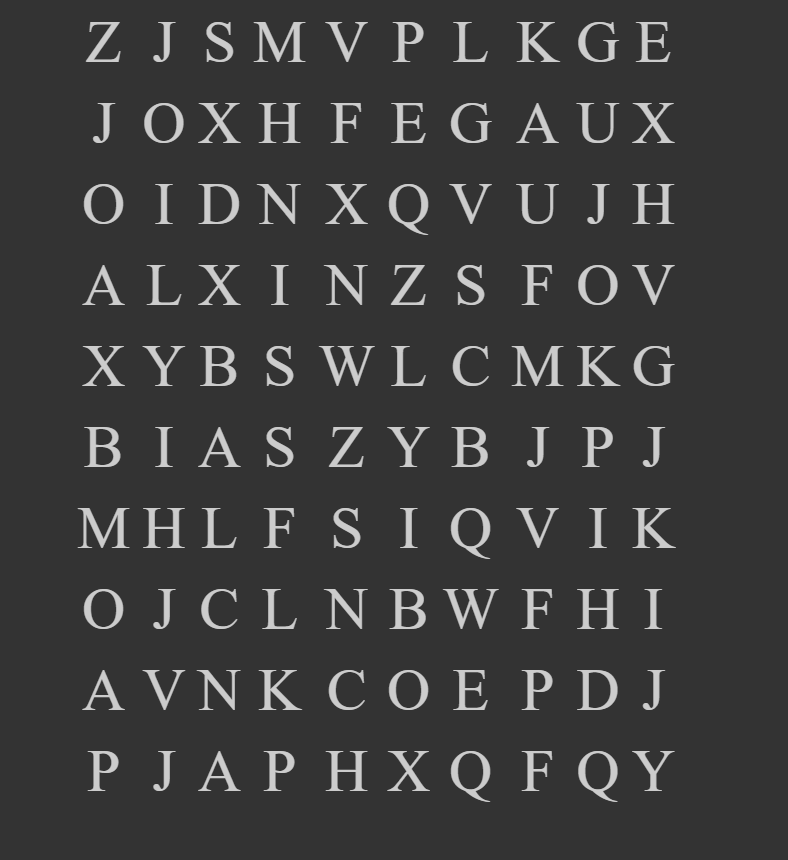 Z J S M V P L K G E
J O X H F E G A U X
O I D N X Q V U J H
A L X I N Z S F O V
X Y B S W L C M K G
B I A S Z Y B J P J
M H L F S I Q V I K
O J C L N B W F H I
A V N K C O E P D J
P J A P H X Q F Q Y